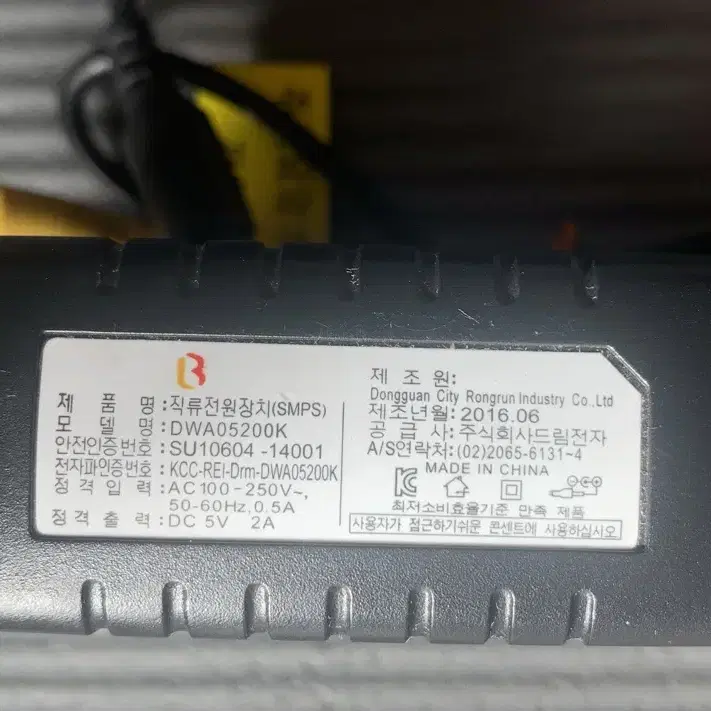 제 품 명 :직류전원장치(SMPS)
모 델 명 :DWA05200K
안전인증번호 :SU10604 -14001
전자파인증번호 :KCC-REI-Drm-DWA05200K
정 격 입 력 :AC100-250V~,
50-60Hz,0.5A
정 격 출 력 :DC 5V 2A
제 조 원:
Dongguan City Rongrun Industry Co.,Ltd
제조년월:2016.06
공 급 사:주식회사드림전자
A/S연락처:(02)2065-6131~4
MADE IN CHINA
최저소비효율기준 만족 제품
사용자가 접근하기쉬운 콘센트에 사용하십시오